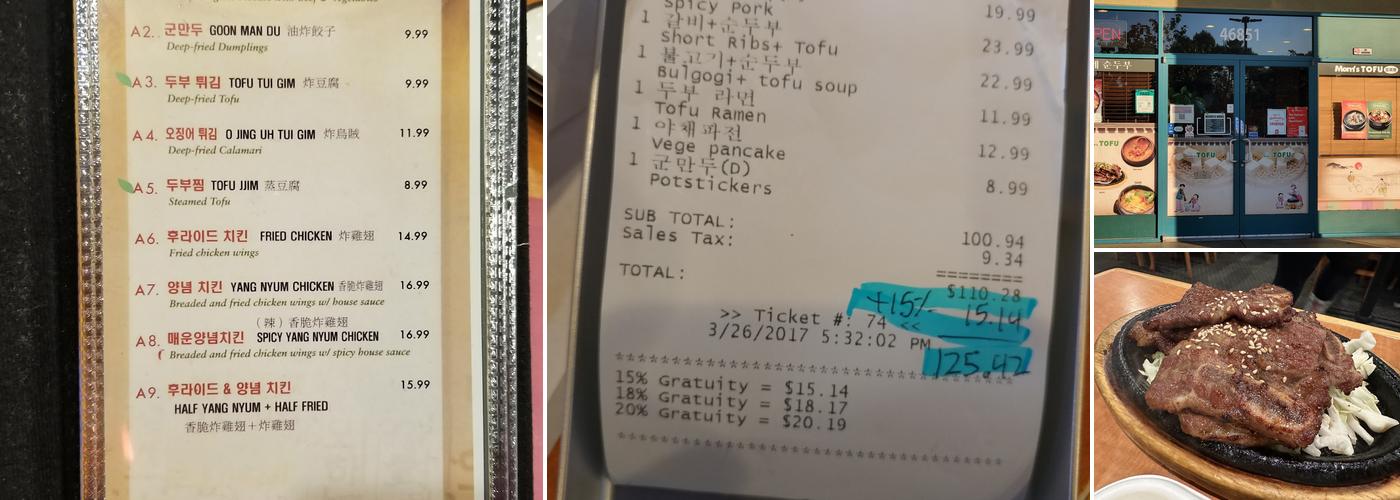 A2. 군만두 GOON MAN DU 油炸餃子 9.99
Deep-fried Dumplings
A3. 두부 튀김 TOFU TUI GIM 炸豆腐 9.99
Deep-fried Tofu
A4. 오징어 튀김 O JING UH TUI GIM 炸烏賊 11.99
Deep-fried Calamari
A5. 두부찜 TOFU JJIM 蒸豆腐 8.99
Steamed Tofu
A6. 후라이드 치킨 FRIED CHICKEN 炸雞翅 14.99
Fried chicken wings
A7. 양념 치킨 YANG NYUM CHICKEN 香脆炸雞翅 16.99
Breaded and fried chicken wings w/ house sauce
(辣) 香脆炸雞翅
A8. 매운양념치킨 SPICY YANG NYUM CHICKEN 16.99
Breaded and fried chicken wings w/ spicy house sauce
A9. 후라이드 & 양념 치킨 15.99
HALF YANG NYUM + HALF FRIED
香脆炸雞翅+炸雞翅
Spicy Pork 19.99
1 갈비+순두부
Short Ribs+ Tofu 23.99
1 불고기+순두부
Bulgogi+ tofu soup 22.99
1 두부 라면
Tofu Ramen 11.99
1 야채파전
Vege pancake 12.99
1 군만두(D)
Potstickers 8.99
SUB TOTAL: 100.94
Sales Tax: 9.34
========
TOTAL: $110.28
+15% 15.14
>> Ticket #: 74 <<
3/26/2017 5:32:02 PM
125.42
15% Gratuity = $15.14
18% Gratuity = $18.17
20% Gratuity = $20.19
46851
순두부
Mom's TOFU
TOFU
TOFU